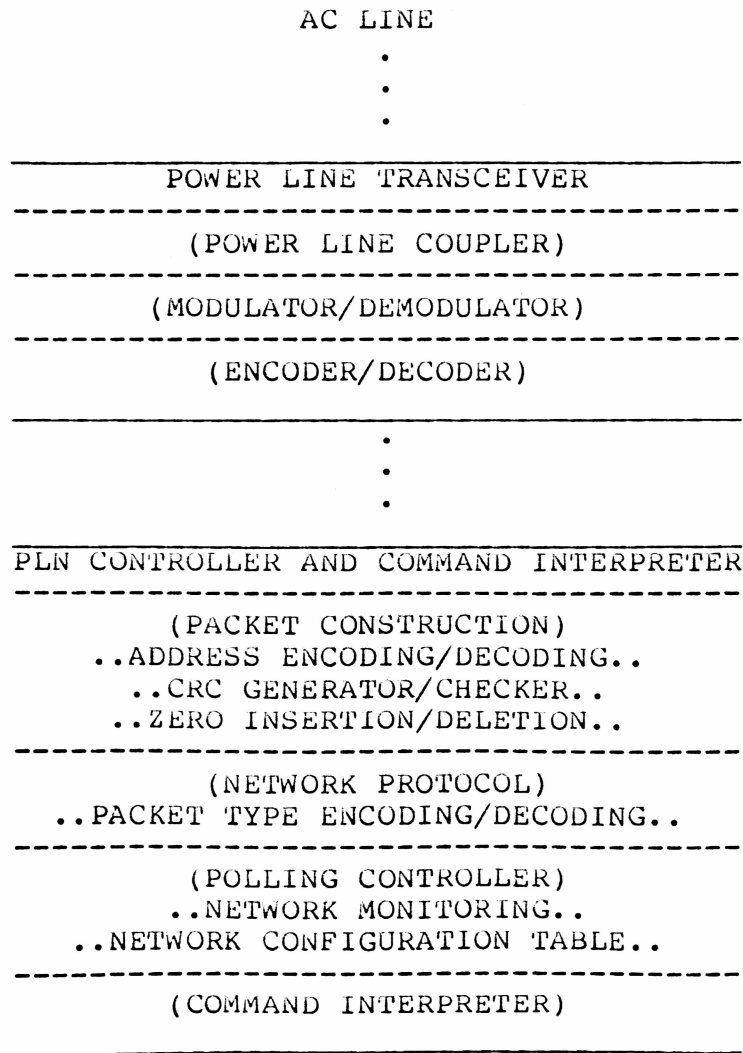 AC LINE
.
.
.
POWER LINE TRANSCEIVER
(POWER LINE COUPLER)
(MODULATOR/DEMODULATOR)
(ENCODER/DECODER)
.
.
.
PLN CONTROLLER AND COMMAND INTERPRETER
(PACKET CONSTRUCTION)
..ADDRESS ENCODING/DECODING..
..CRC GENERATOR/CHECKER..
..ZERO INSERTION/DELETION..
(NETWORK PROTOCOL)
..PACKET TYPE ENCODING/DECODING..
(POLLING CONTROLLER)
..NETWORK MONITORING..
..NETWORK CONFIGURATION TABLE..
(COMMAND INTERPRETER)